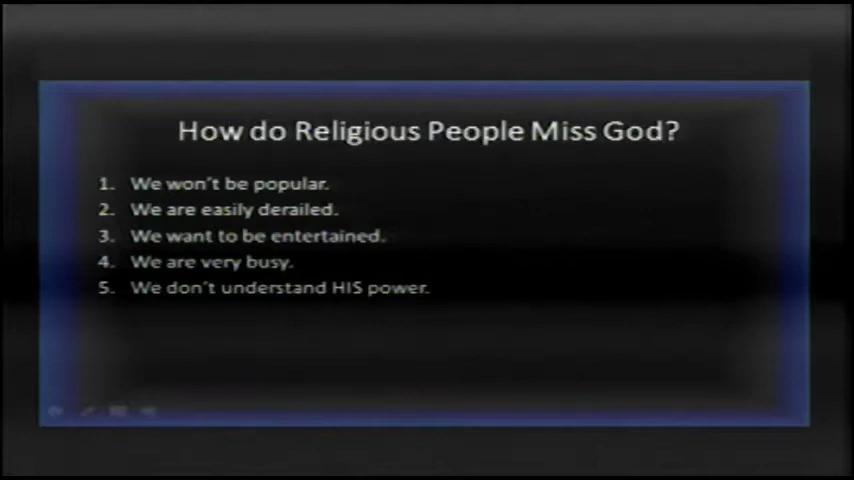 How do Religious People Miss God?
1. We won't be popular.
2. We are easily derailed.
3. We want to be entertained.
4. We are very busy.
5. We don't understand HIS power.